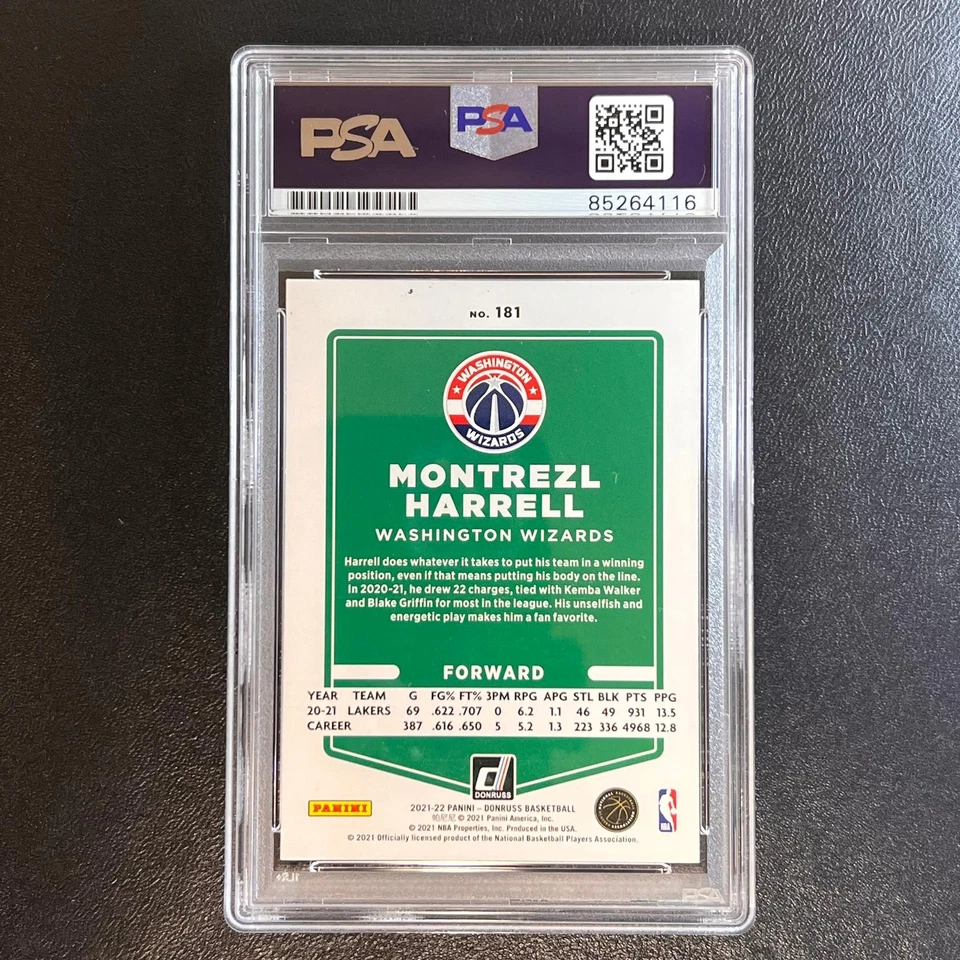 PSA PSA
85264116
NO. 181
WASHINGTON
WIZARDS
MONTREZL
HARRELL
WASHINGTON WIZARDS
Harrell does whatever it takes to put his team in a winning
position, even if that means putting his body on the line.
In 2020-21, he drew 22 charges, tied with Kemba Walker
and Blake Griffin for most in the league. His unselfish and
energetic play makes him a fan favorite.
FORWARD
YEAR TEAM G FG% FT% 3PM RPG APG STL BLK PTS PPG
20-21 LAKERS 69 .622 .707 0 6.2 1.1 46 49 931 13.5
CAREER 387 .616 .650 5 5.2 1.3 223 336 4968 12.8
DONRUSS
PANINI
2021-22 PANINI – DONRUSS BASKETBALL
帕尼尼 © 2021 Panini America, Inc.
© 2021 NBA Properties, Inc. Produced in the USA.
© 2021 Officially licensed product of the National Basketball Players Association.
NBA
PSA